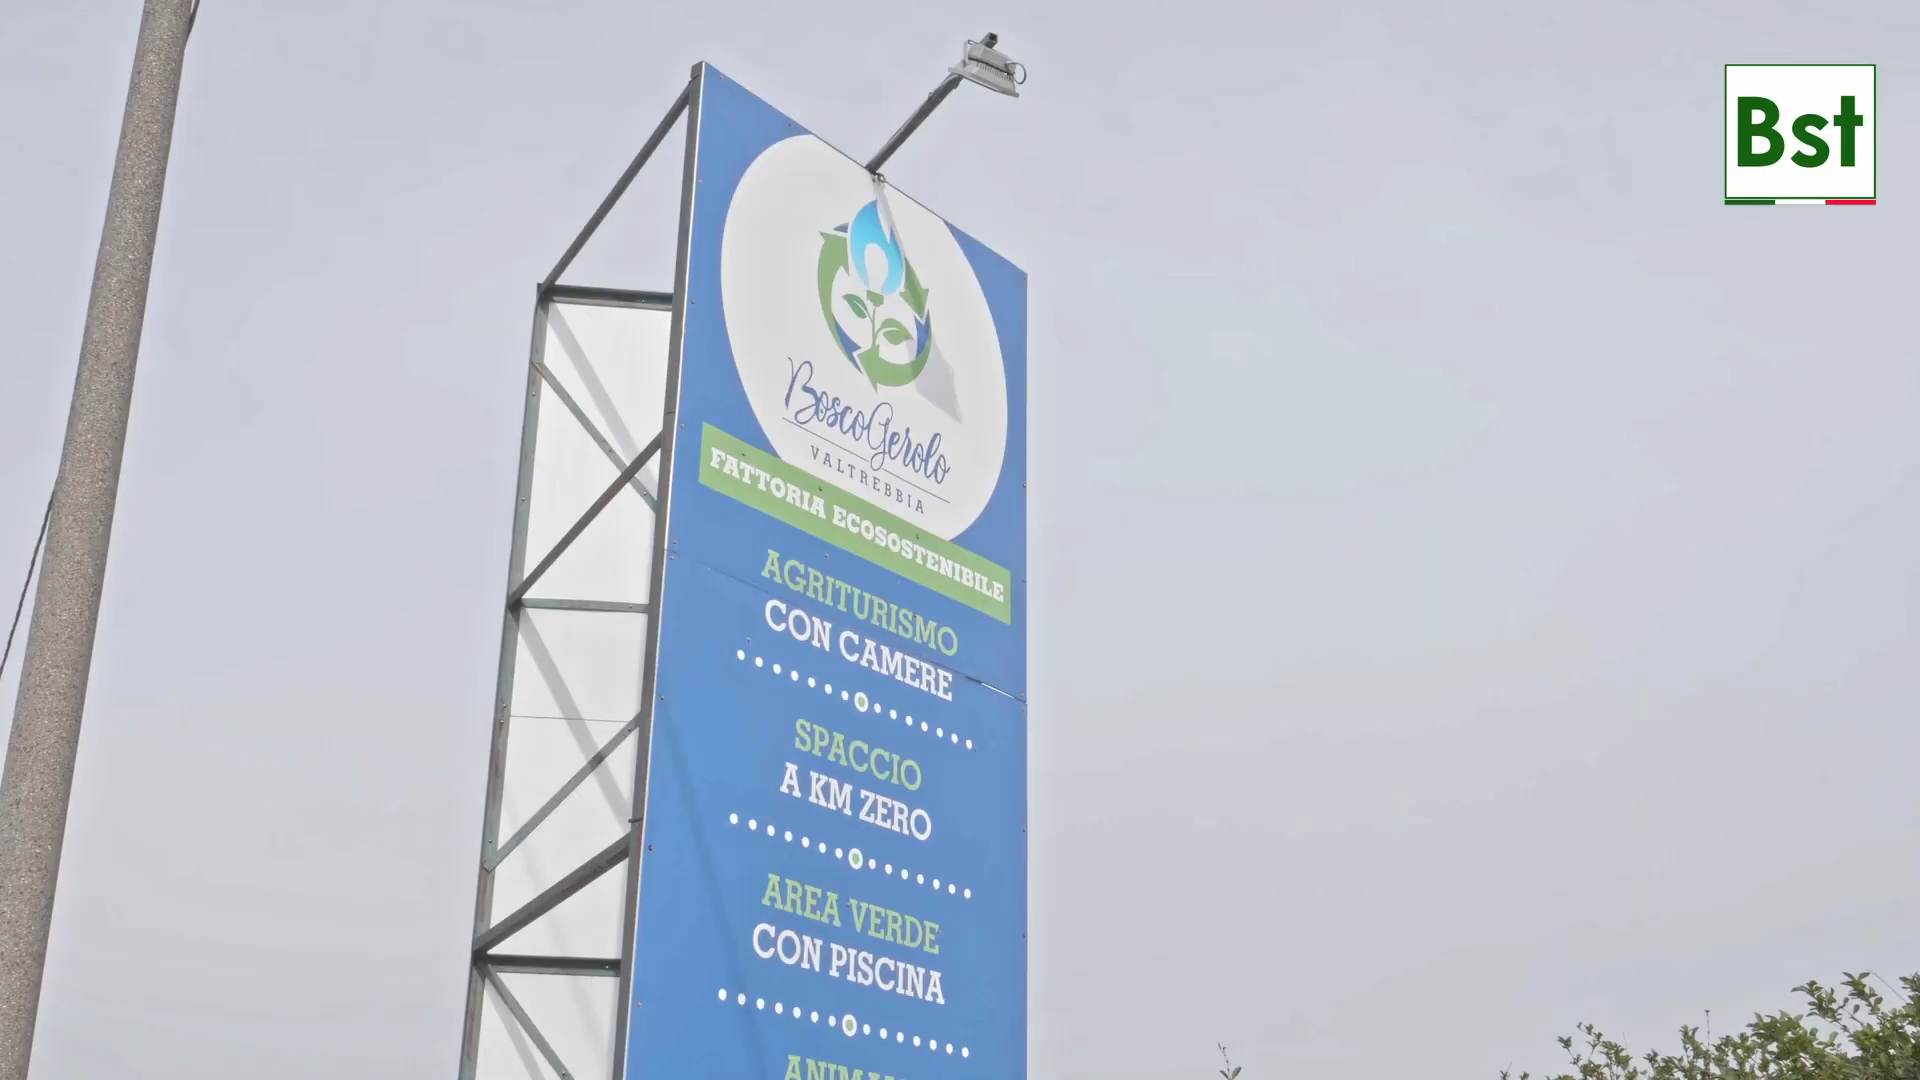 Bst
BoscoGerolo
VALTREBBIA
FATTORIA ECOSOSTENIBILE
AGRITURISMO
CON CAMERE
SPACCIO
A KM ZERO
AREA VERDE
CON PISCINA